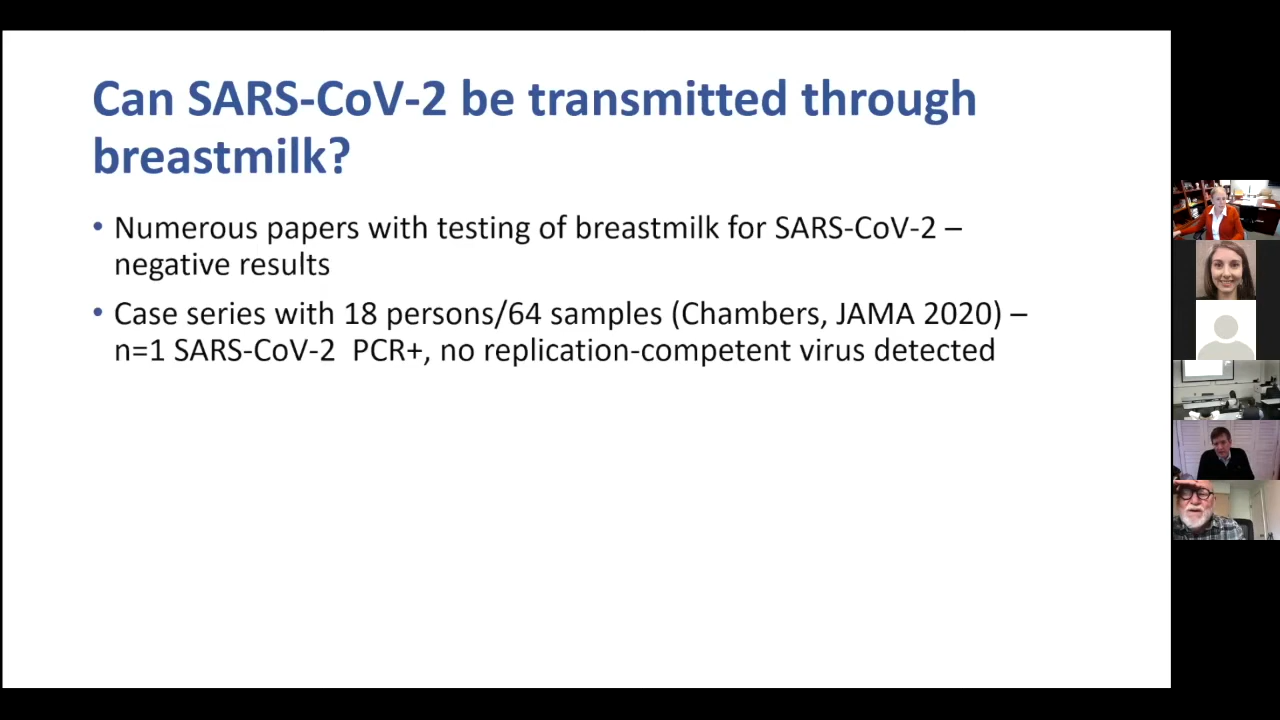 Can SARS-CoV-2 be transmitted through
breastmilk?
• Numerous papers with testing of breastmilk for SARS-CoV-2 –
negative results
• Case series with 18 persons/64 samples (Chambers, JAMA 2020) –
n=1 SARS-CoV-2  PCR+, no replication-competent virus detected